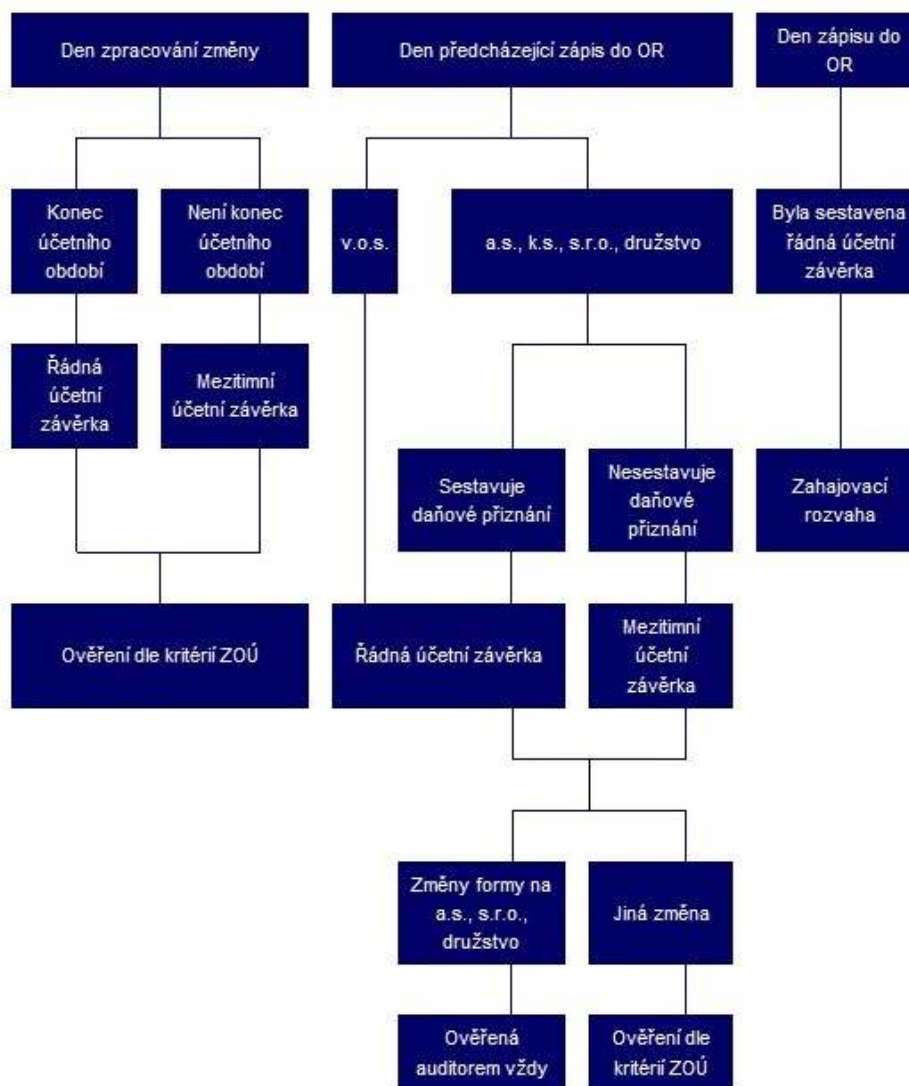 Den zpracování změny
Den předcházející zápis do OR
Den zápisu do
OR
Konec
účetního
období
Není konec
účetního
období
v.o.s.
a.s., k.s., s.r.o., družstvo
Byla sestavena
řádná účetní
závěrka
Řádná
účetní
závěrka
Mezitimní
účetní závěrka
Sestavuje
daňové přiznání
Nesestavuje
daňové
přiznání
Zahajovací
rozvaha
Ověření dle kritérií ZOÚ
Řádná účetní závěrka
Mezitimní
účetní
závěrka
Změny formy na
a.s., s.r.o.,
družstvo
Jiná změna
Ověřená
auditorem vždy
Ověření dle
kritérií ZOÚ